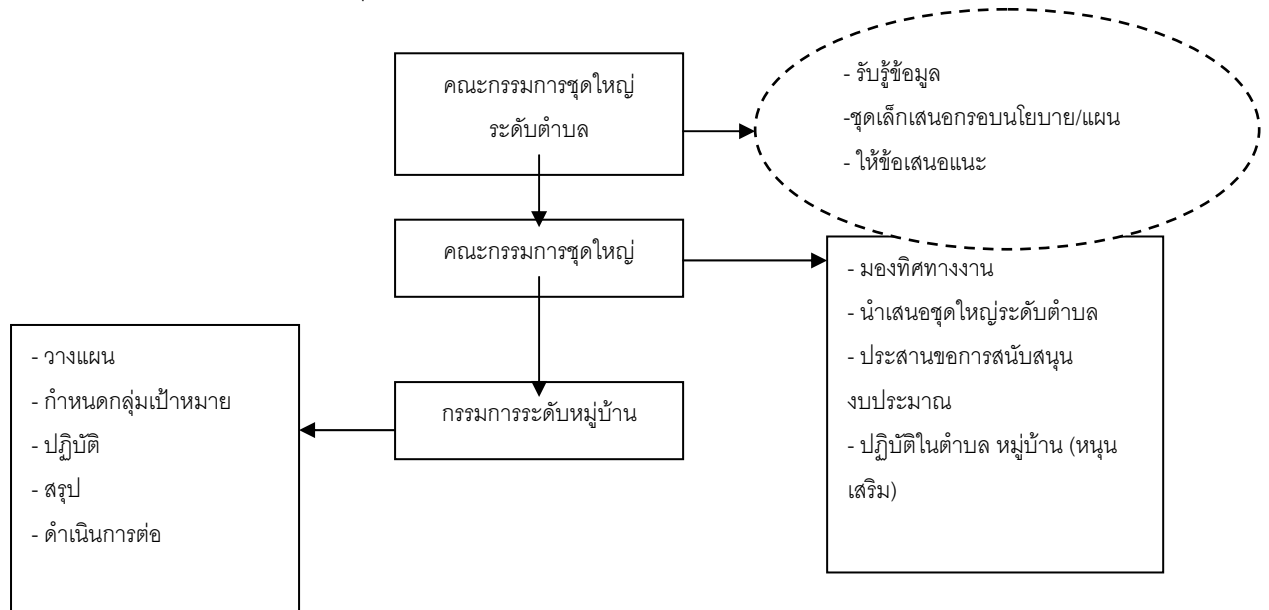 คณะกรรมการชุดใหญ่
ระดับตำบล
- รับรู้ข้อมูล
-ชุดเล็กเสนอกรอบนโยบาย/แผน
- ให้ข้อเสนอแนะ
คณะกรรมการชุดใหญ่
- มองทิศทางงาน
- นำเสนอชุดใหญ่ระดับตำบล
- ประสานขอการสนับสนุน
งบประมาณ
- ปฏิบัติในตำบล หมู่บ้าน (หนุน
เสริม)
กรรมการระดับหมู่บ้าน
- วางแผน
- กำหนดกลุ่มเป้าหมาย
- ปฏิบัติ
- สรุป
- ดำเนินการต่อ